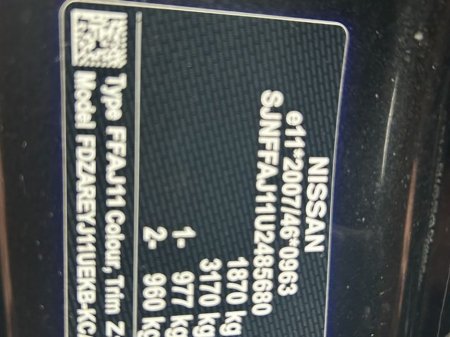 NISSAN
e11*2007/46*0963
SJNFFAJ11U2485680
1870 kg
3170 kg
1- 977 kg
2- 960 kg
Type FFAJ11 Colour, Trim Z
Model FDZAREYJ11UEKB-KC